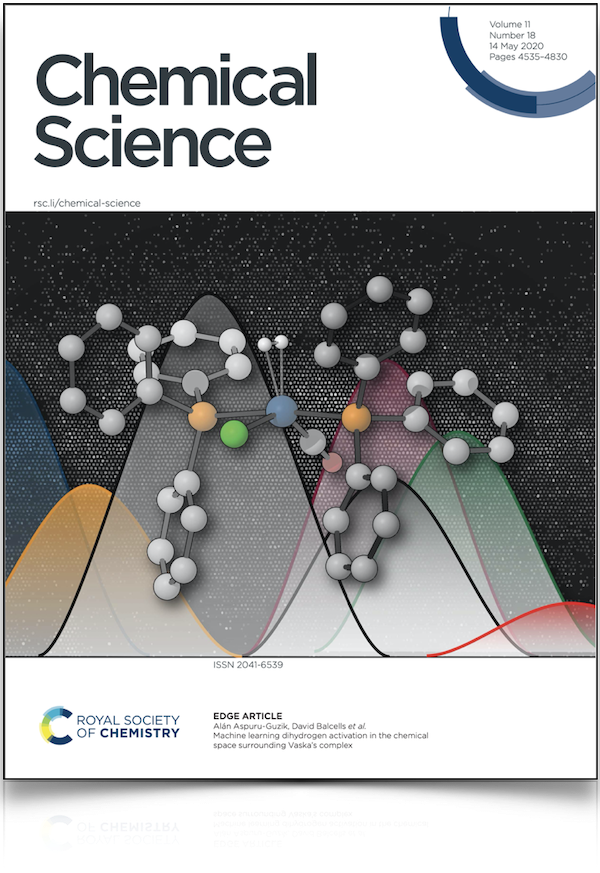 Volume 11
Number 18
14 May 2020
Pages 4535–4830
Chemical
Science
rsc.li/chemical-science
ISSN 2041-6539
ROYAL SOCIETY
OF CHEMISTRY
EDGE ARTICLE
Alán Aspuru-Guzik, David Balcells et al.
Machine learning dihydrogen activation in the chemical
space surrounding Vaska's complex